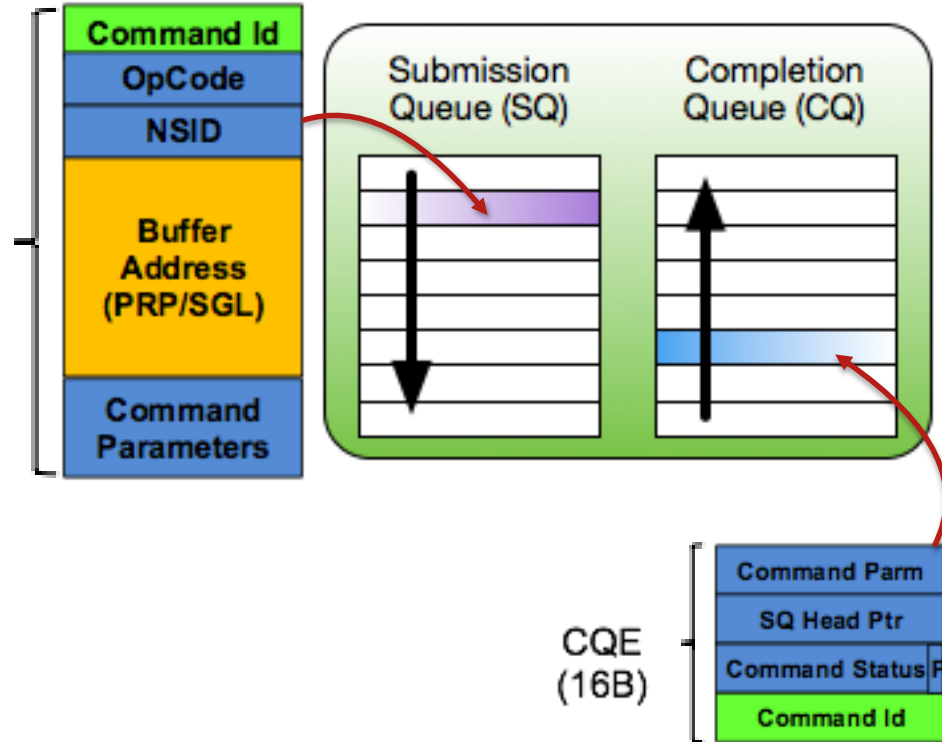 Command Id
OpCode
NSID
Buffer
Address
(PRP/SGL)
Command
Parameters
Submission
Queue (SQ)
Completion
Queue (CQ)
CQE
(16B)
Command Parm
SQ Head Ptr
Command Status
Command Id